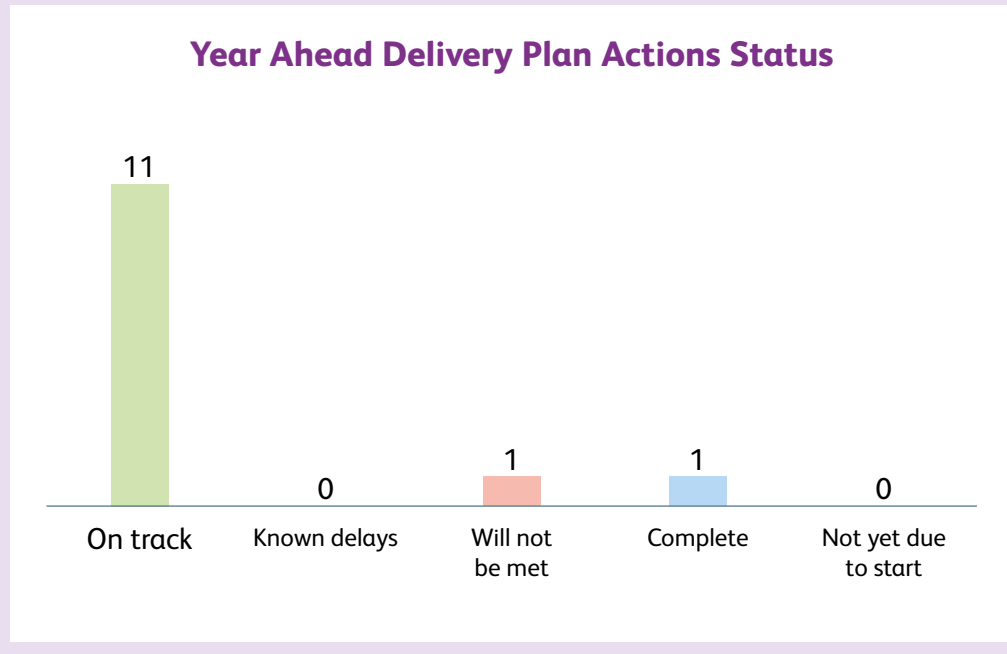 Year Ahead Delivery Plan Actions Status
11
0
1
1
0
On track
Known delays
Will not
be met
Complete
Not yet due
to start